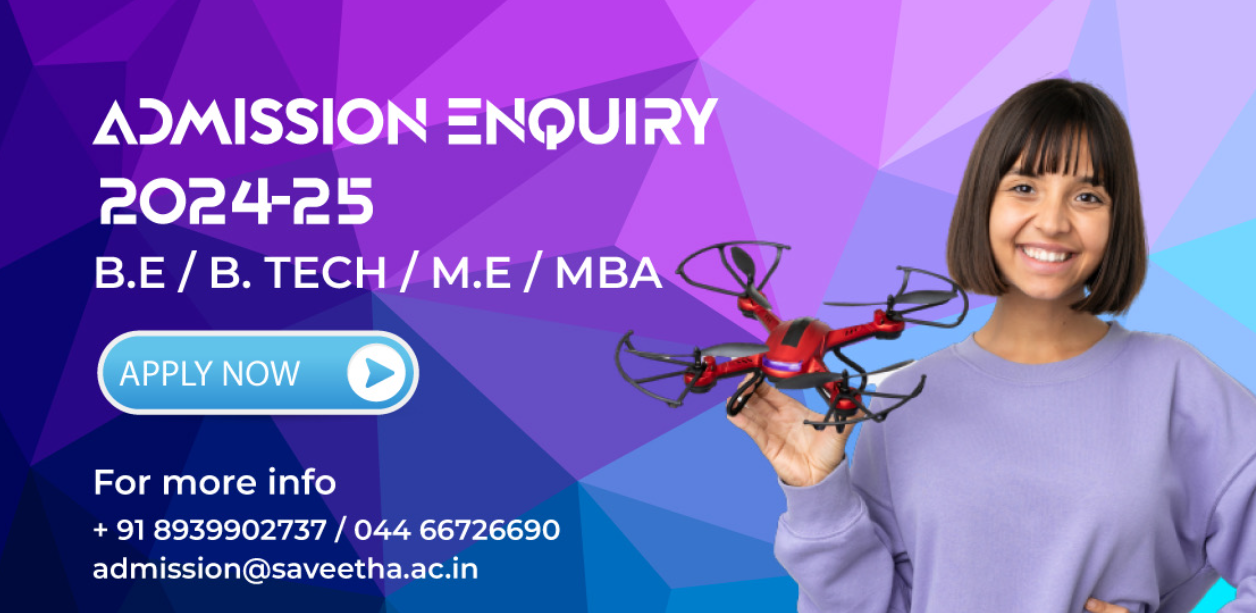 ADMISSION ENQUIRY
2024-25
B.E / B. TECH / M.E / MBA
APPLY NOW
For more info
+ 91 8939902737 / 044 66726690
admission@saveetha.ac.in